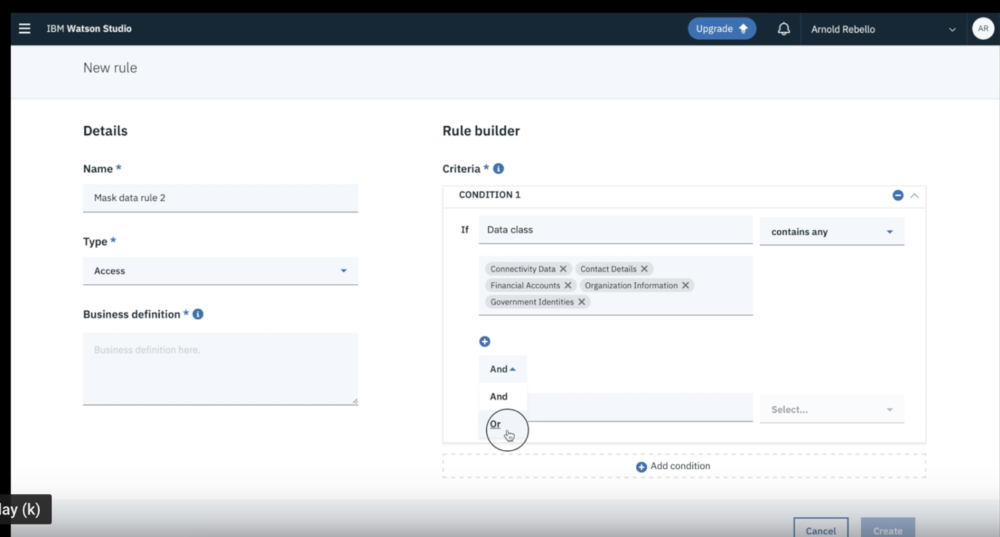 IBM Watson Studio
Upgrade
Arnold Rebello
AR
New rule
Details
Name *
Mask data rule 2
Type *
Access
Business definition *
Business definition here.
Rule builder
Criteria *
CONDITION 1
If
Data class
contains any
Connectivity Data
Contact Details
Financial Accounts
Organization Information
Government Identities
And
And
Or
Select...
Add condition
(k)
Cancel
Create